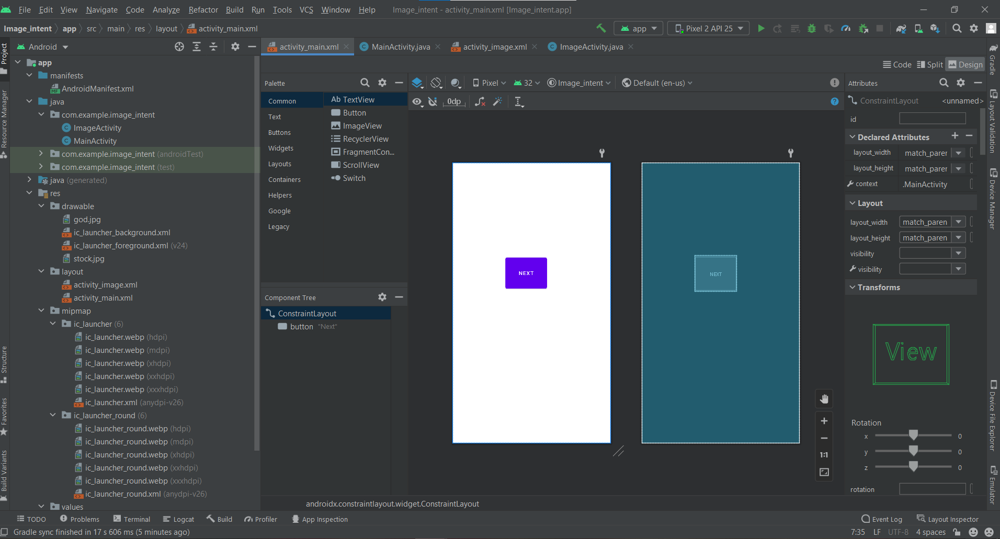 File Edit View Navigate Code Analyze Refactor Build Run Tools VCS Window Help Image_intent - activity_main.xml [Image_intent.app]
Image_intent app src main res layout activity_main.xml app Pixel 2 API 25
Project
Resource Manager
Structure
Favorites
Build Variants
Android
app
manifests
AndroidManifest.xml
java
com.example.image_intent
ImageActivity
MainActivity
com.example.image_intent (androidTest)
com.example.image_intent (test)
java (generated)
res
drawable
god.jpg
ic_launcher_background.xml
ic_launcher_foreground.xml (v24)
stock.jpg
layout
activity_image.xml
activity_main.xml
mipmap
ic_launcher (6)
ic_launcher.webp (hdpi)
ic_launcher.webp (mdpi)
ic_launcher.webp (xhdpi)
ic_launcher.webp (xxhdpi)
ic_launcher.webp (xxxhdpi)
ic_launcher.xml (anydpi-v26)
ic_launcher_round (6)
ic_launcher_round.webp (hdpi)
ic_launcher_round.webp (mdpi)
ic_launcher_round.webp (xhdpi)
ic_launcher_round.webp (xxhdpi)
ic_launcher_round.webp (xxxhdpi)
ic_launcher_round.xml (anydpi-v26)
values
activity_main.xml MainActivity.java activity_image.xml ImageActivity.java
Code Split Design
Palette
Common
Text
Buttons
Widgets
Layouts
Containers
Helpers
Google
Legacy
Ab TextView
Button
ImageView
RecyclerView
FragmentCon...
ScrollView
Switch
Component Tree
ConstraintLayout
button "Next"
Pixel 32 Image_intent Default (en-us)
0dp
NEXT
NEXT
1:1
androidx.constraintlayout.widget.ConstraintLayout
Attributes
ConstraintLayout <unnamed>
id
Declared Attributes
layout_width match_parer
layout_height match_parer
context .MainActivity
Layout
layout_width match_paren
layout_height match_paren
visibility
visibility
Transforms
View
Rotation
x 0
y 0
z 0
rotation
Gradle
Layout Validation
Device Manager
Device File Explorer
Emulator
TODO Problems Terminal Logcat Build Profiler App Inspection Event Log Layout Inspector
Gradle sync finished in 17 s 606 ms (5 minutes ago) 7:35 LF UTF-8 4 spaces